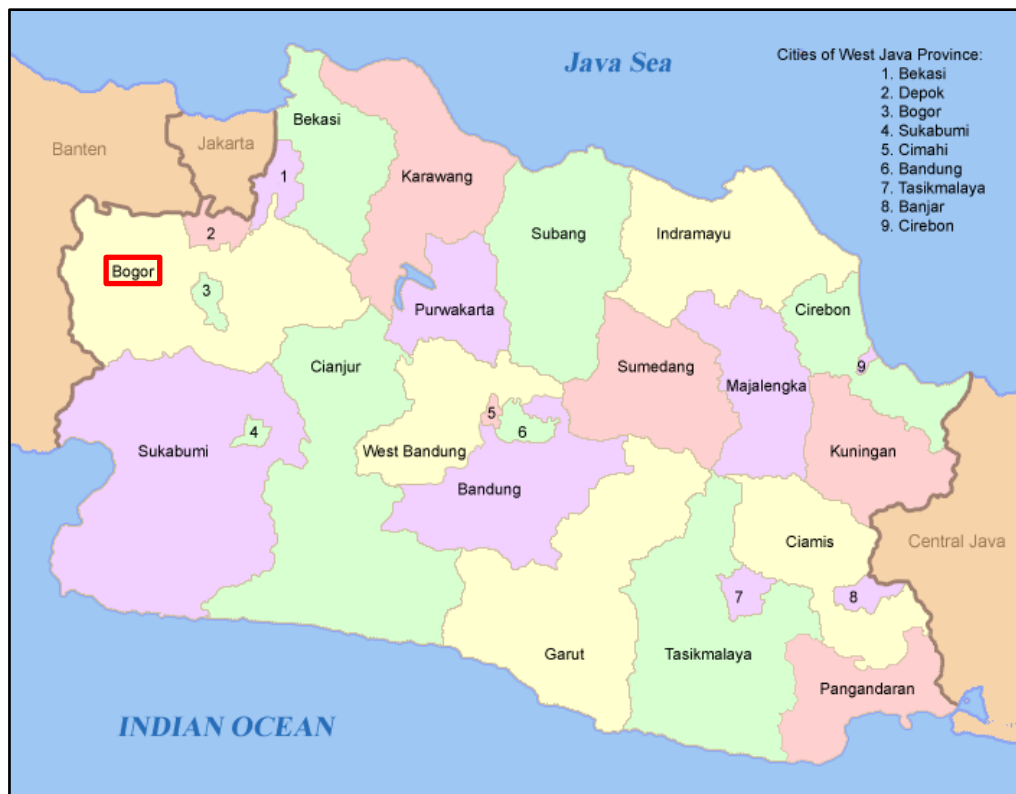 Java Sea
Cities of West Java Province:
1. Bekasi
2. Depok
3. Bogor
4. Sukabumi
5. Cimahi
6. Bandung
7. Tasikmalaya
8. Banjar
9. Cirebon
Banten
Jakarta
Bekasi
1
Karawang
2
Subang
Indramayu
Bogor
3
Purwakarta
Cirebon
Cianjur
Sumedang
Majalengka
9
5
6
4
Sukabumi
West Bandung
Kuningan
Bandung
Ciamis
Central Java
7
8
Garut
Tasikmalaya
Pangandaran
INDIAN OCEAN